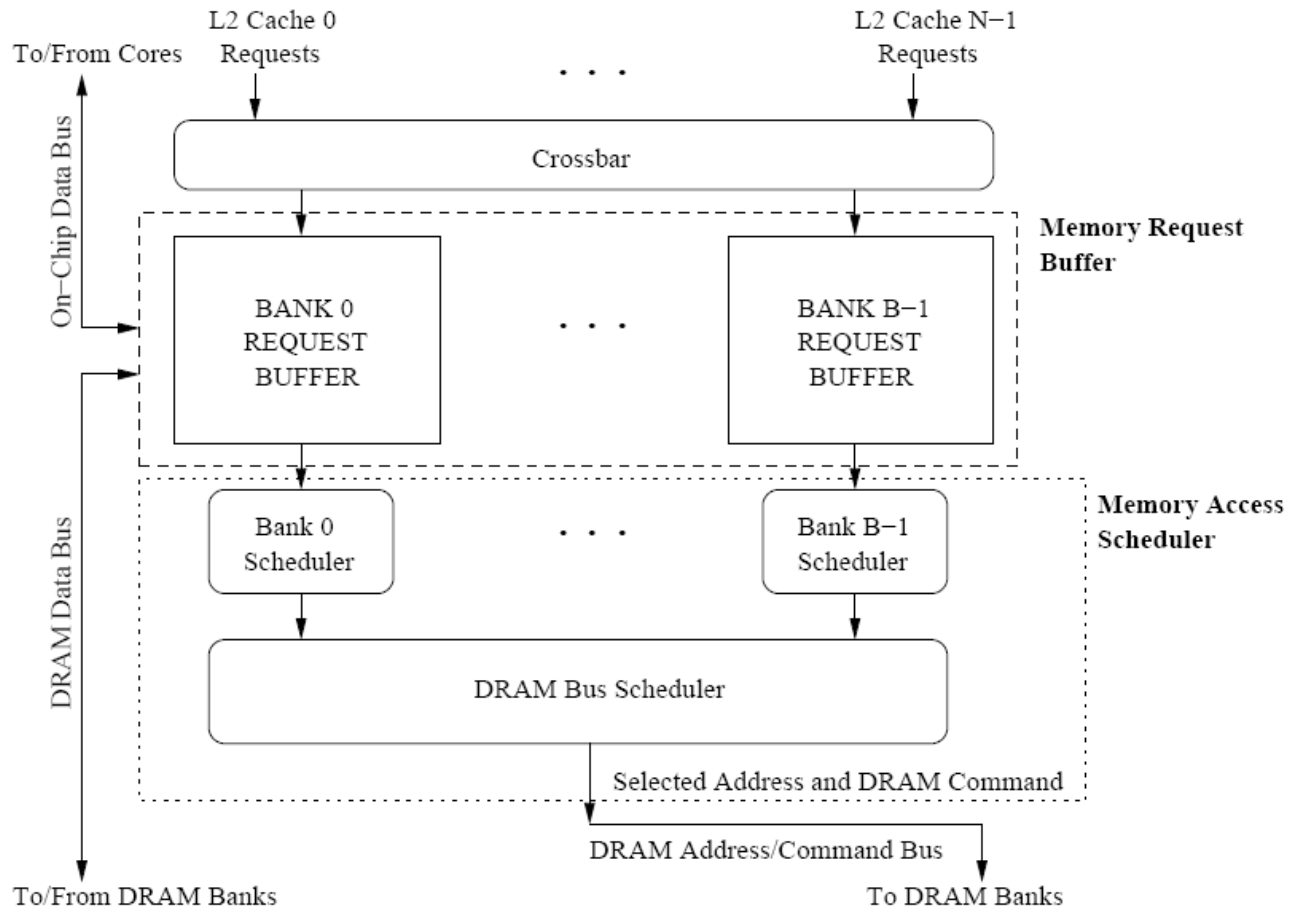 L2 Cache 0
Requests
L2 Cache N−1
Requests
To/From Cores
. . .
Crossbar
On−Chip Data Bus
Memory Request
Buffer
BANK 0
REQUEST
BUFFER
. . .
BANK B−1
REQUEST
BUFFER
DRAM Data Bus
Bank 0
Scheduler
. . .
Bank B−1
Scheduler
Memory Access
Scheduler
DRAM Bus Scheduler
Selected Address and DRAM Command
DRAM Address/Command Bus
To/From DRAM Banks
To DRAM Banks